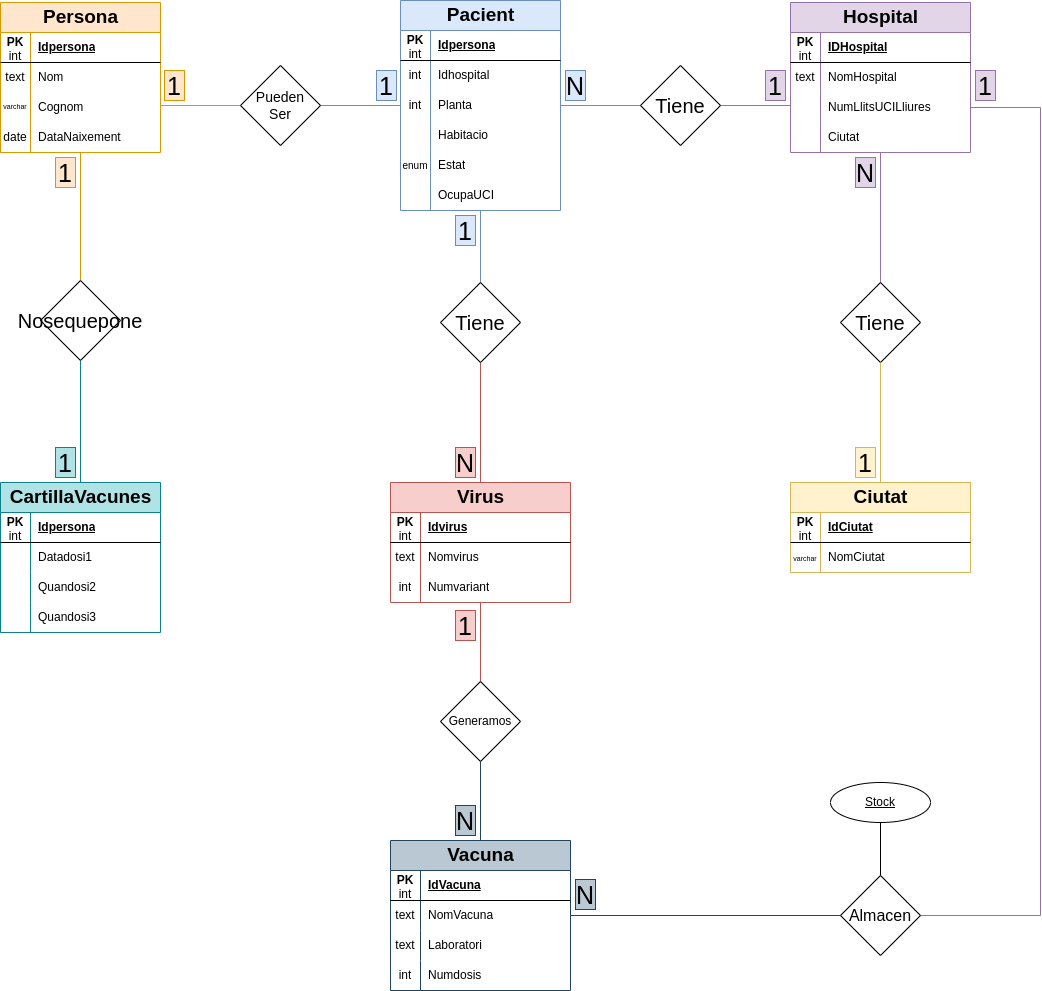 Persona
PK
int
Idpersona
text
Nom
varchar
Cognom
date
DataNaixement
1
Pueden
Ser
1
Pacient
PK
int
Idpersona
int
Idhospital
int
Planta
Habitacio
enum
Estat
OcupaUCI
N
Tiene
1
Hospital
PK
int
IDHospital
text
NomHospital
NumLlitsUCILliures
Ciutat
1
1
1
N
Nosequepone
Tiene
Tiene
1
N
1
CartillaVacunes
PK
int
Idpersona
Datadosi1
Quandosi2
Quandosi3
Virus
PK
int
Idvirus
text
Nomvirus
int
Numvariant
Ciutat
PK
int
IdCiutat
varchar
NomCiutat
1
Generamos
N
Vacuna
PK
int
IdVacuna
text
NomVacuna
text
Laboratori
int
Numdosis
N
Stock
Almacen